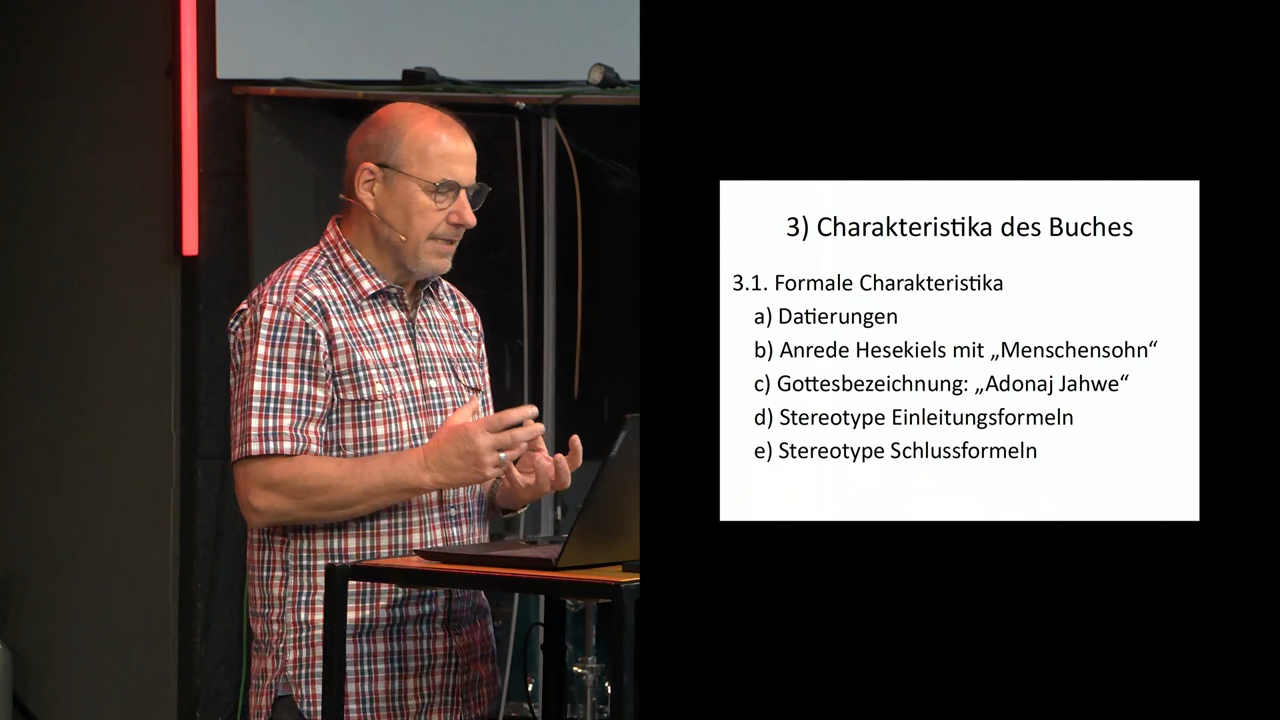 3) Charakteristika des Buches
3.1. Formale Charakteristika
a) Datierungen
b) Anrede Hesekiels mit „Menschensohn“
c) Gottesbezeichnung: „Adonaj Jahwe“
d) Stereotype Einleitungsformeln
e) Stereotype Schlussformeln